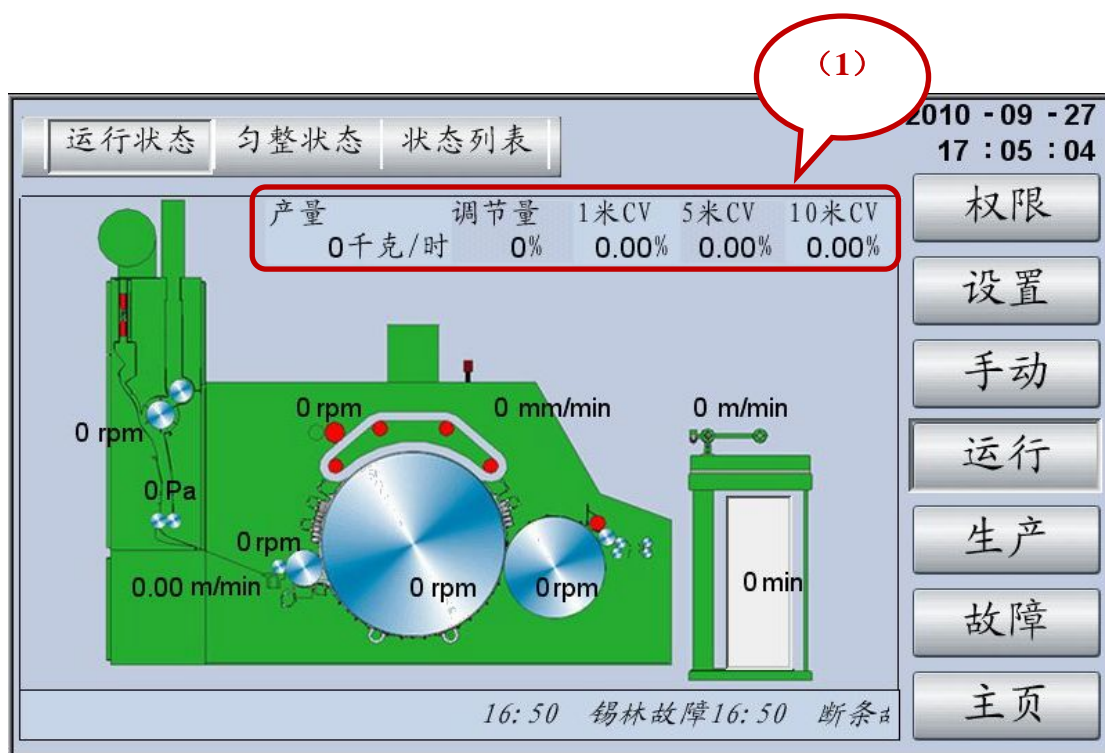 （1）
2010 - 09 - 27
17 : 05 : 04
运行状态 匀整状态 状态列表
产量 调节量 1米CV 5米CV 10米CV
0千克/时 0% 0.00% 0.00% 0.00%
权限
设置
手动
运行
生产
故障
主页
0 rpm 0 mm/min 0 m/min
0 rpm
0 Pa
0 rpm
0.00 m/min 0 rpm 0 rpm 0 min
16:50 锡林故障16:50 断条